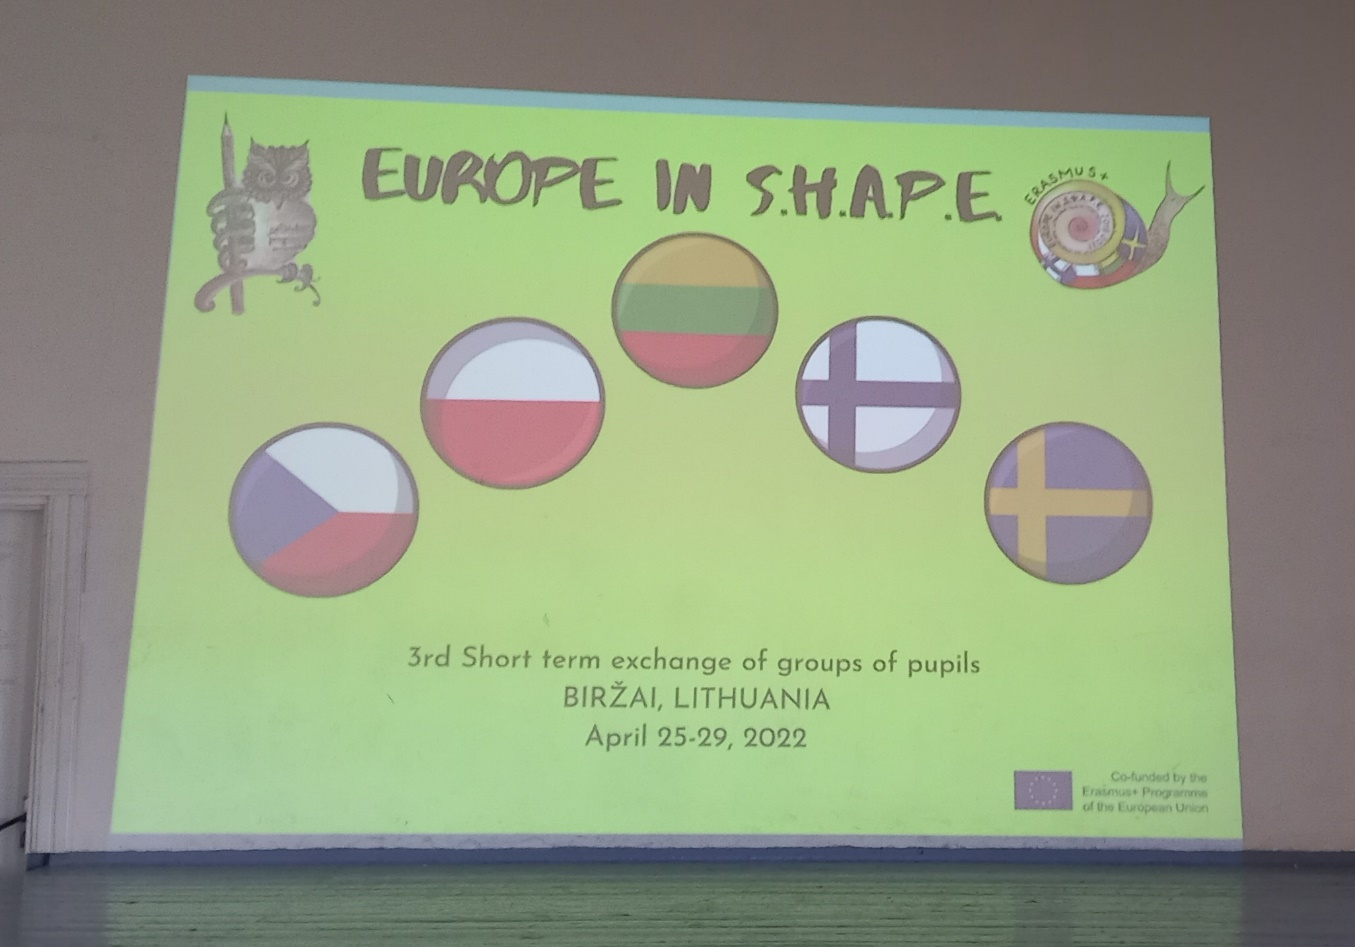 EUROPE IN S.H.A.P.E.
ERASMUS+
3rd Short term exchange of groups of pupils
BIRŽAI, LITHUANIA
April 25-29, 2022
Co-funded by the
Erasmus+ Programme
of the European Union